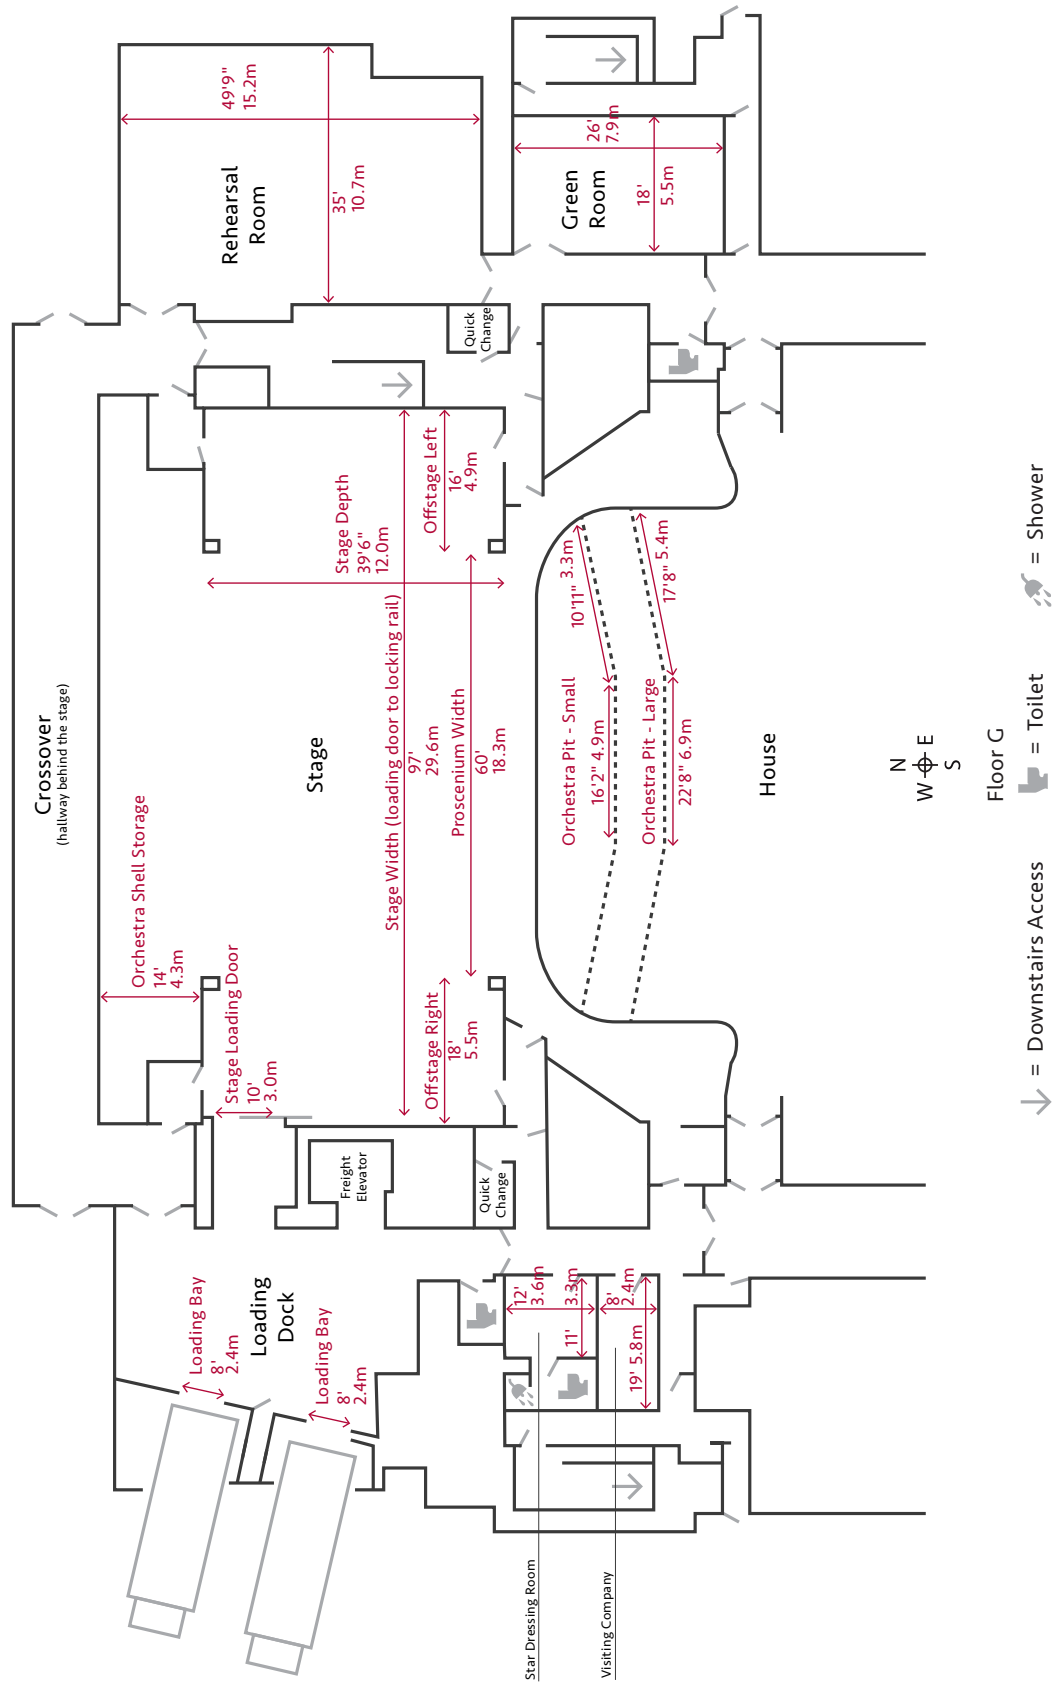 Crossover
(hallway behind the stage)
Orchestra Shell Storage
14'
4.3m
Stage Loading Door
10'
3.0m
Rehearsal
Room
49'9"
15.2m
35'
10.7m
Green
Room
26'
7.9m
18'
5.5m
Quick
Change
Stage
Stage Depth
39'6"
12.0m
Offstage Left
16'
4.9m
Stage Width (loading door to locking rail)
97'
29.6m
Proscenium Width
60'
18.3m
Offstage Right
18'
5.5m
Freight
Elevator
Quick
Change
Loading
Dock
Loading Bay
8'
2.4m
Loading Bay
8'
2.4m
12'
3.6m
11'
3.3m
8'
2.4m
19' 5.8m
Star Dressing Room
Visiting Company
Orchestra Pit - Small
16'2" 4.9m
10'11" 3.3m
Orchestra Pit - Large
22'8" 6.9m
17'8" 5.4m
House
N
W E
S
Floor G
= Downstairs Access
= Toilet
= Shower